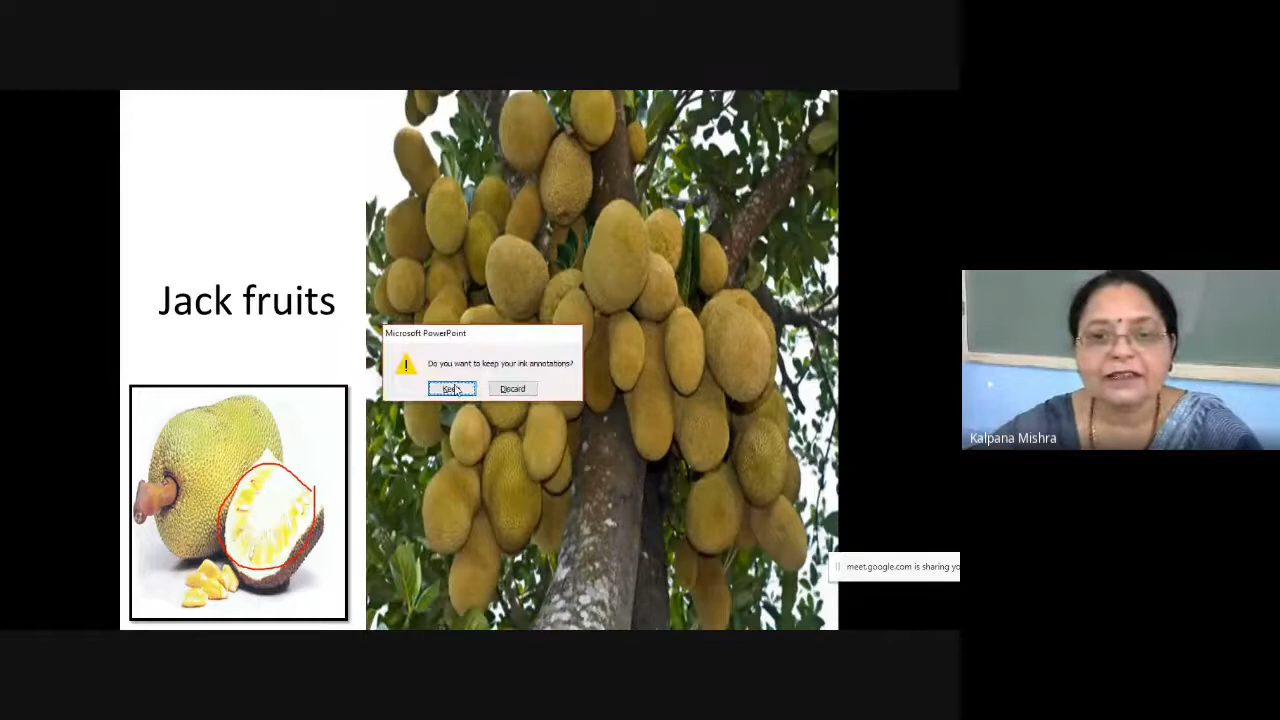 Jack fruits
Microsoft PowerPoint
Do you want to keep your ink annotations?
Discard
Kalpana Mishra
meet.google.com is sharing yo